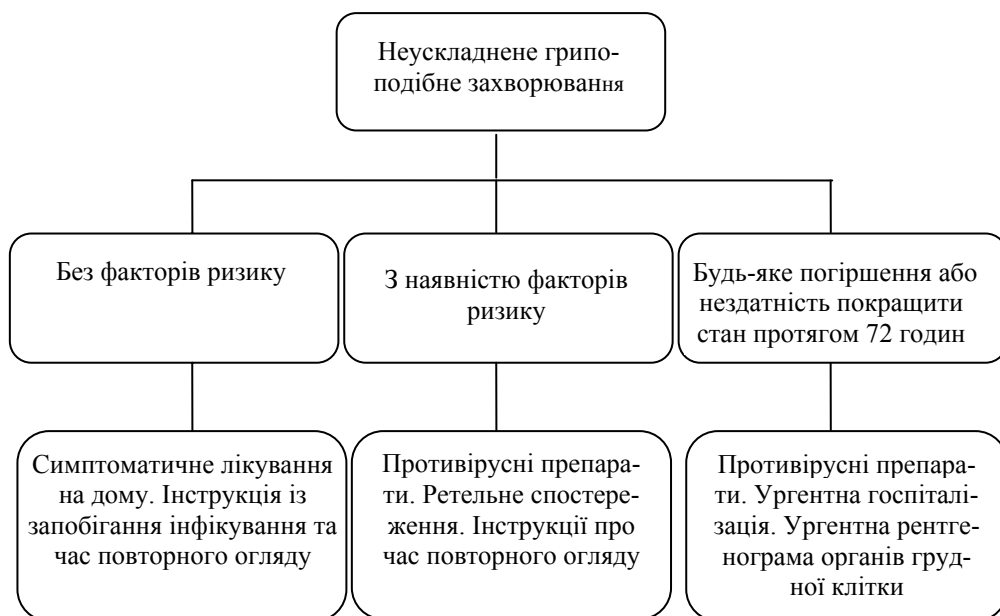 Неускладнене грипо-
подібне захворювання
Без факторів ризику
З наявністю факторів
ризику
Будь-яке погіршення або
нездатність покращити
стан протягом 72 годин
Симптоматичне лікування
на дому. Інструкція із
запобігання інфікування та
час повторного огляду
Противірусні препара-
ти. Ретельне спостере-
ження. Інструкції про
час повторного огляду
Противірусні препара-
ти. Ургентна госпіталі-
зація. Ургентна рентге-
нограма органів груд-
ної клітки